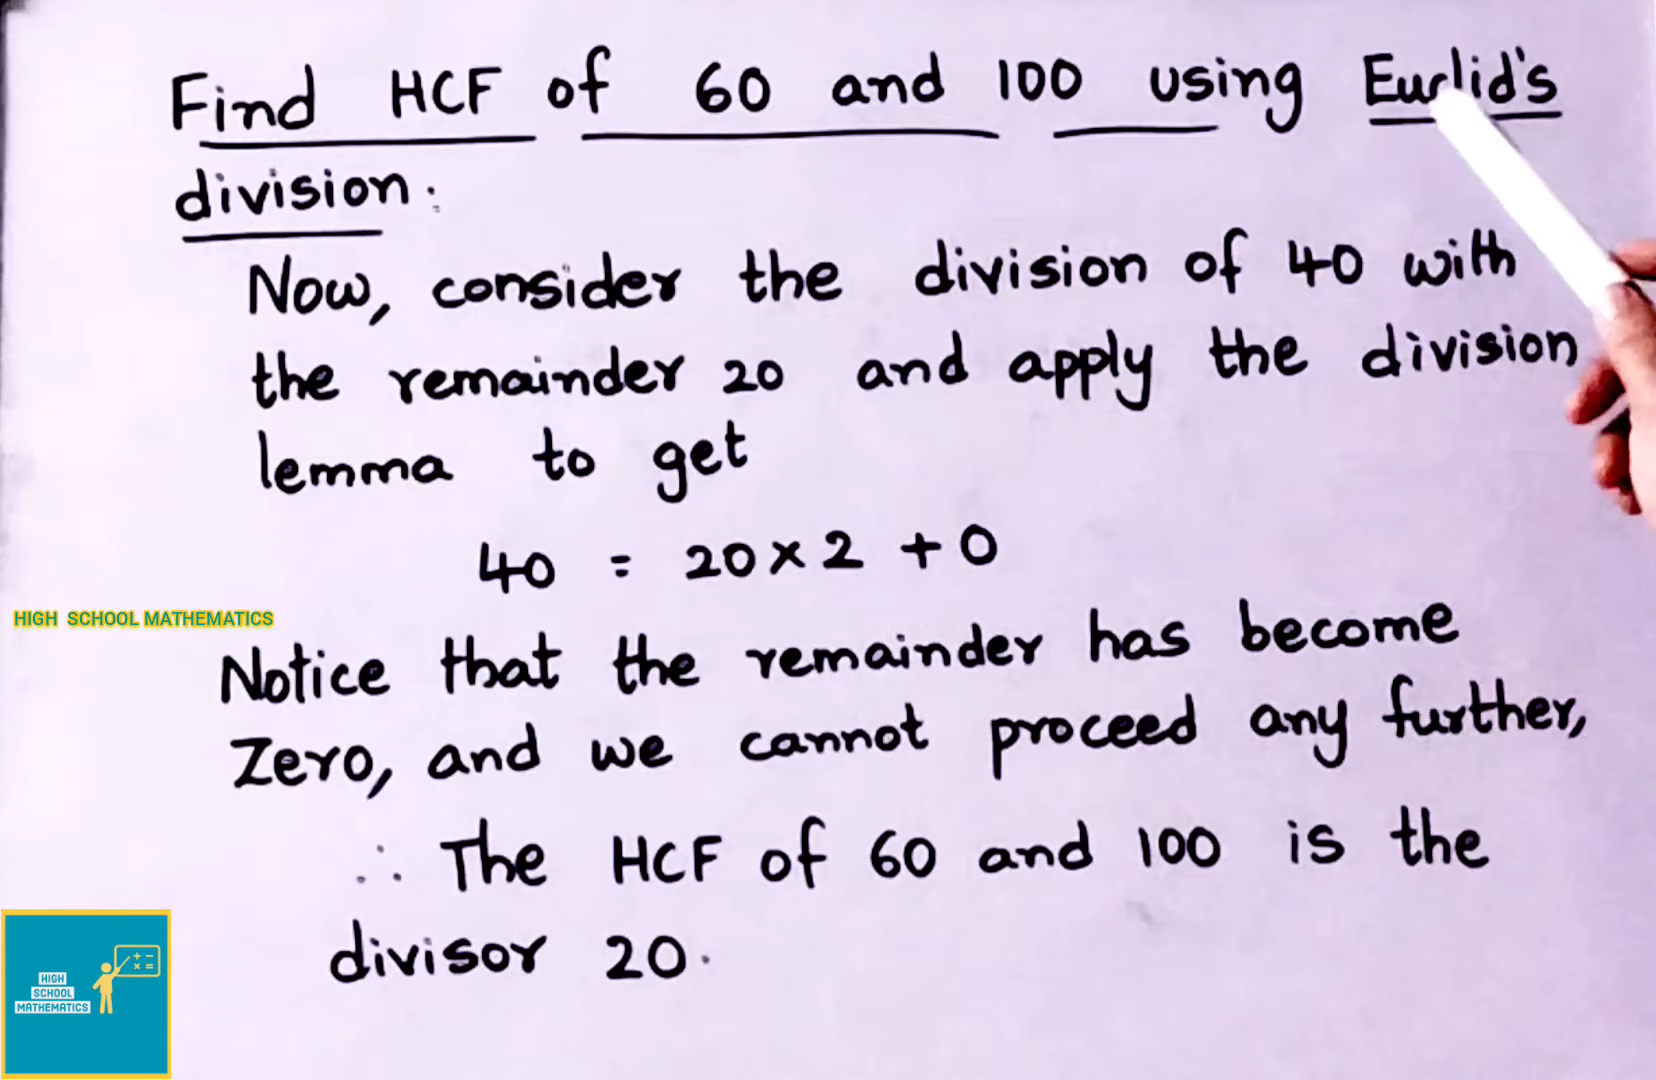 Find HCF of 60 and 100 using Euclid's
division.
Now, consider the division of 40 with
the remainder 20 and apply the division
lemma to get
40 = 20 × 2 + 0
HIGH SCHOOL MATHEMATICS
Notice that the remainder has become
Zero, and we cannot proceed any further,
∴ The HCF of 60 and 100 is the
divisor 20.
+ -
× =
HIGH
SCHOOL
MATHEMATICS